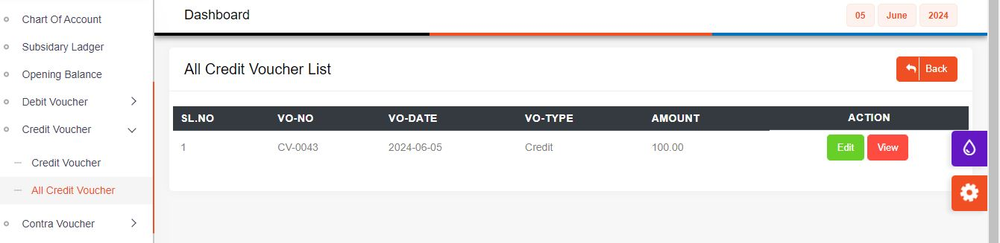 Chart Of Account
Subsidary Ladger
Opening Balance
Debit Voucher
Credit Voucher
Credit Voucher
All Credit Voucher
Contra Voucher
Dashboard
05 June 2024
All Credit Voucher List
Back
SL.NO VO-NO VO-DATE VO-TYPE AMOUNT ACTION
1 CV-0043 2024-06-05 Credit 100.00 Edit View